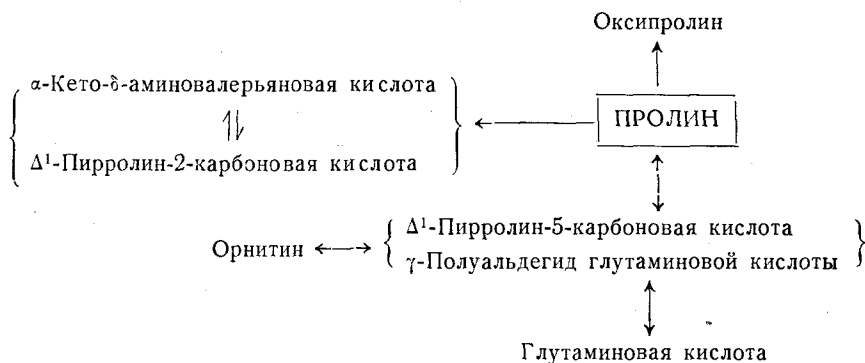 Оксипролин
α-Кето-δ-аминовалерьяновая кислота
ПРОЛИН
Δ¹-Пирролин-2-карбоновая кислота
Δ¹-Пирролин-5-карбоновая кислота
Орнитин
γ-Полуальдегид глутаминовой кислоты
Глутаминовая кислота